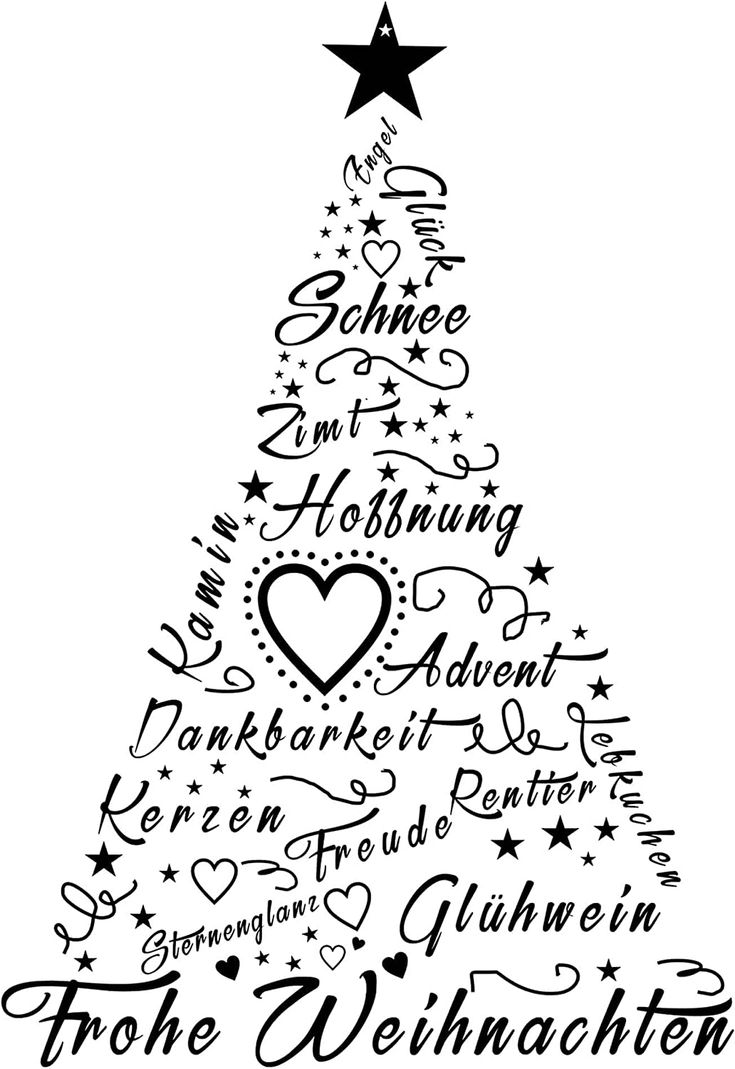 Engel
Glück
Schnee
Zimt
Hoffnung
Kamin
Advent
Dankbarkeit
Lebkuchen
Rentier
Kerzen
Freude
Glühwein
Sternenglanz
Frohe Weihnachten